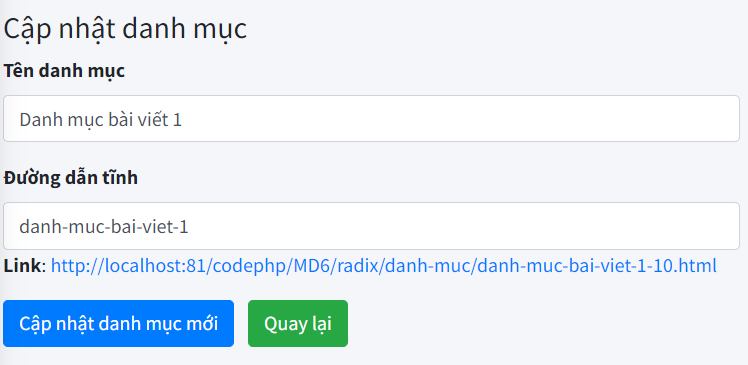 Cập nhật danh mục
Tên danh mục
Danh mục bài viết 1
Đường dẫn tĩnh
danh-muc-bai-viet-1
Link: http://localhost:81/codephp/MD6/radix/danh-muc/danh-muc-bai-viet-1-10.html
Cập nhật danh mục mới Quay lại